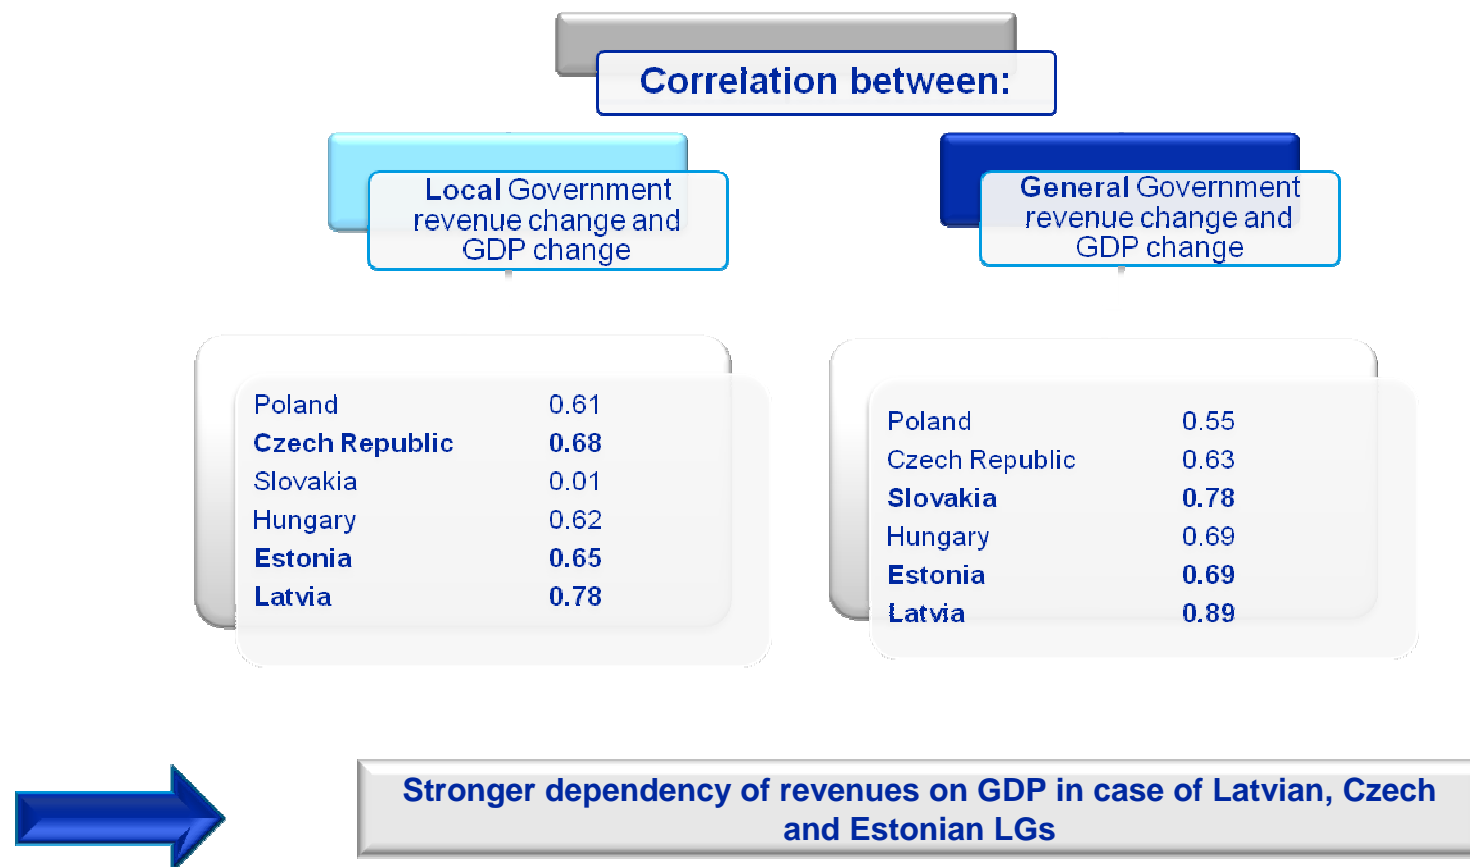 Correlation between:
Local Government
revenue change and
GDP change
General Government
revenue change and
GDP change
Poland 0.61
Czech Republic 0.68
Slovakia 0.01
Hungary 0.62
Estonia 0.65
Latvia 0.78
Poland 0.55
Czech Republic 0.63
Slovakia 0.78
Hungary 0.69
Estonia 0.69
Latvia 0.89
Stronger dependency of revenues on GDP in case of Latvian, Czech
and Estonian LGs